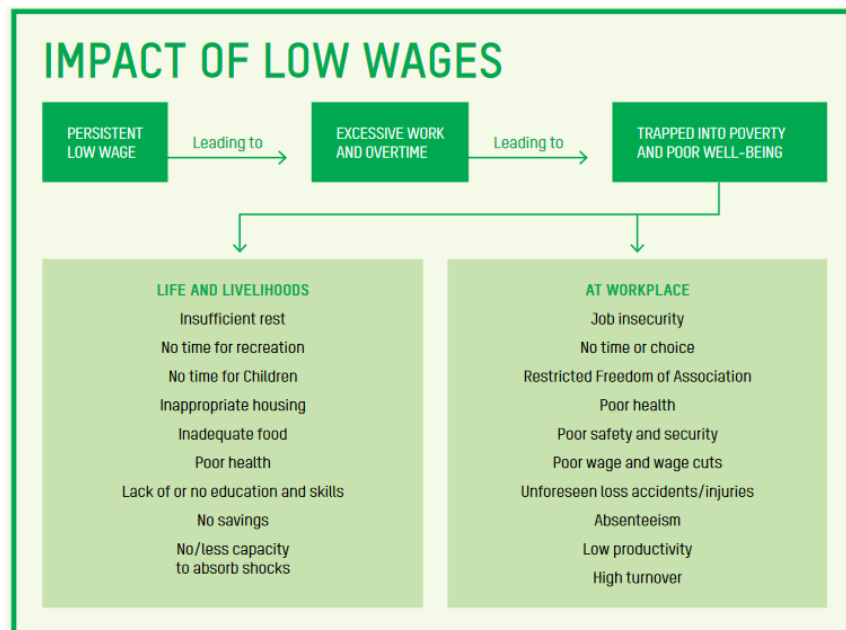 IMPACT OF LOW WAGES
PERSISTENT
LOW WAGE
Leading to
EXCESSIVE WORK
AND OVERTIME
Leading to
TRAPPED INTO POVERTY
AND POOR WELL-BEING
LIFE AND LIVELIHOODS
Insufficient rest
No time for recreation
No time for Children
Inappropriate housing
Inadequate food
Poor health
Lack of or no education and skills
No savings
No/less capacity
to absorb shocks
AT WORKPLACE
Job insecurity
No time or choice
Restricted Freedom of Association
Poor health
Poor safety and security
Poor wage and wage cuts
Unforeseen loss accidents/injuries
Absenteeism
Low productivity
High turnover